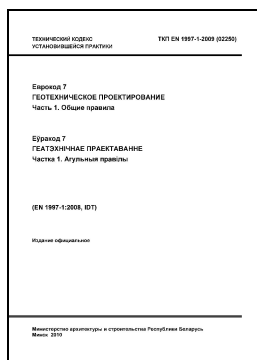 ТЕХНИЧЕСКИЙ КОДЕКС
УСТАНОВИВШЕЙСЯ ПРАКТИКИ
ТКП EN 1997-1-2009 (02250)
Еврокод 7
ГЕОТЕХНИЧЕСКОЕ ПРОЕКТИРОВАНИЕ
Часть 1. Общие правила
Еўракод 7
ГЕАТЭХНІЧНАЕ ПРАЕКТАВАННЕ
Частка 1. Агульныя правілы
(EN 1997-1:2008, IDT)
Издание официальное
Министерство архитектуры и строительства Республики Беларусь
Минск 2010